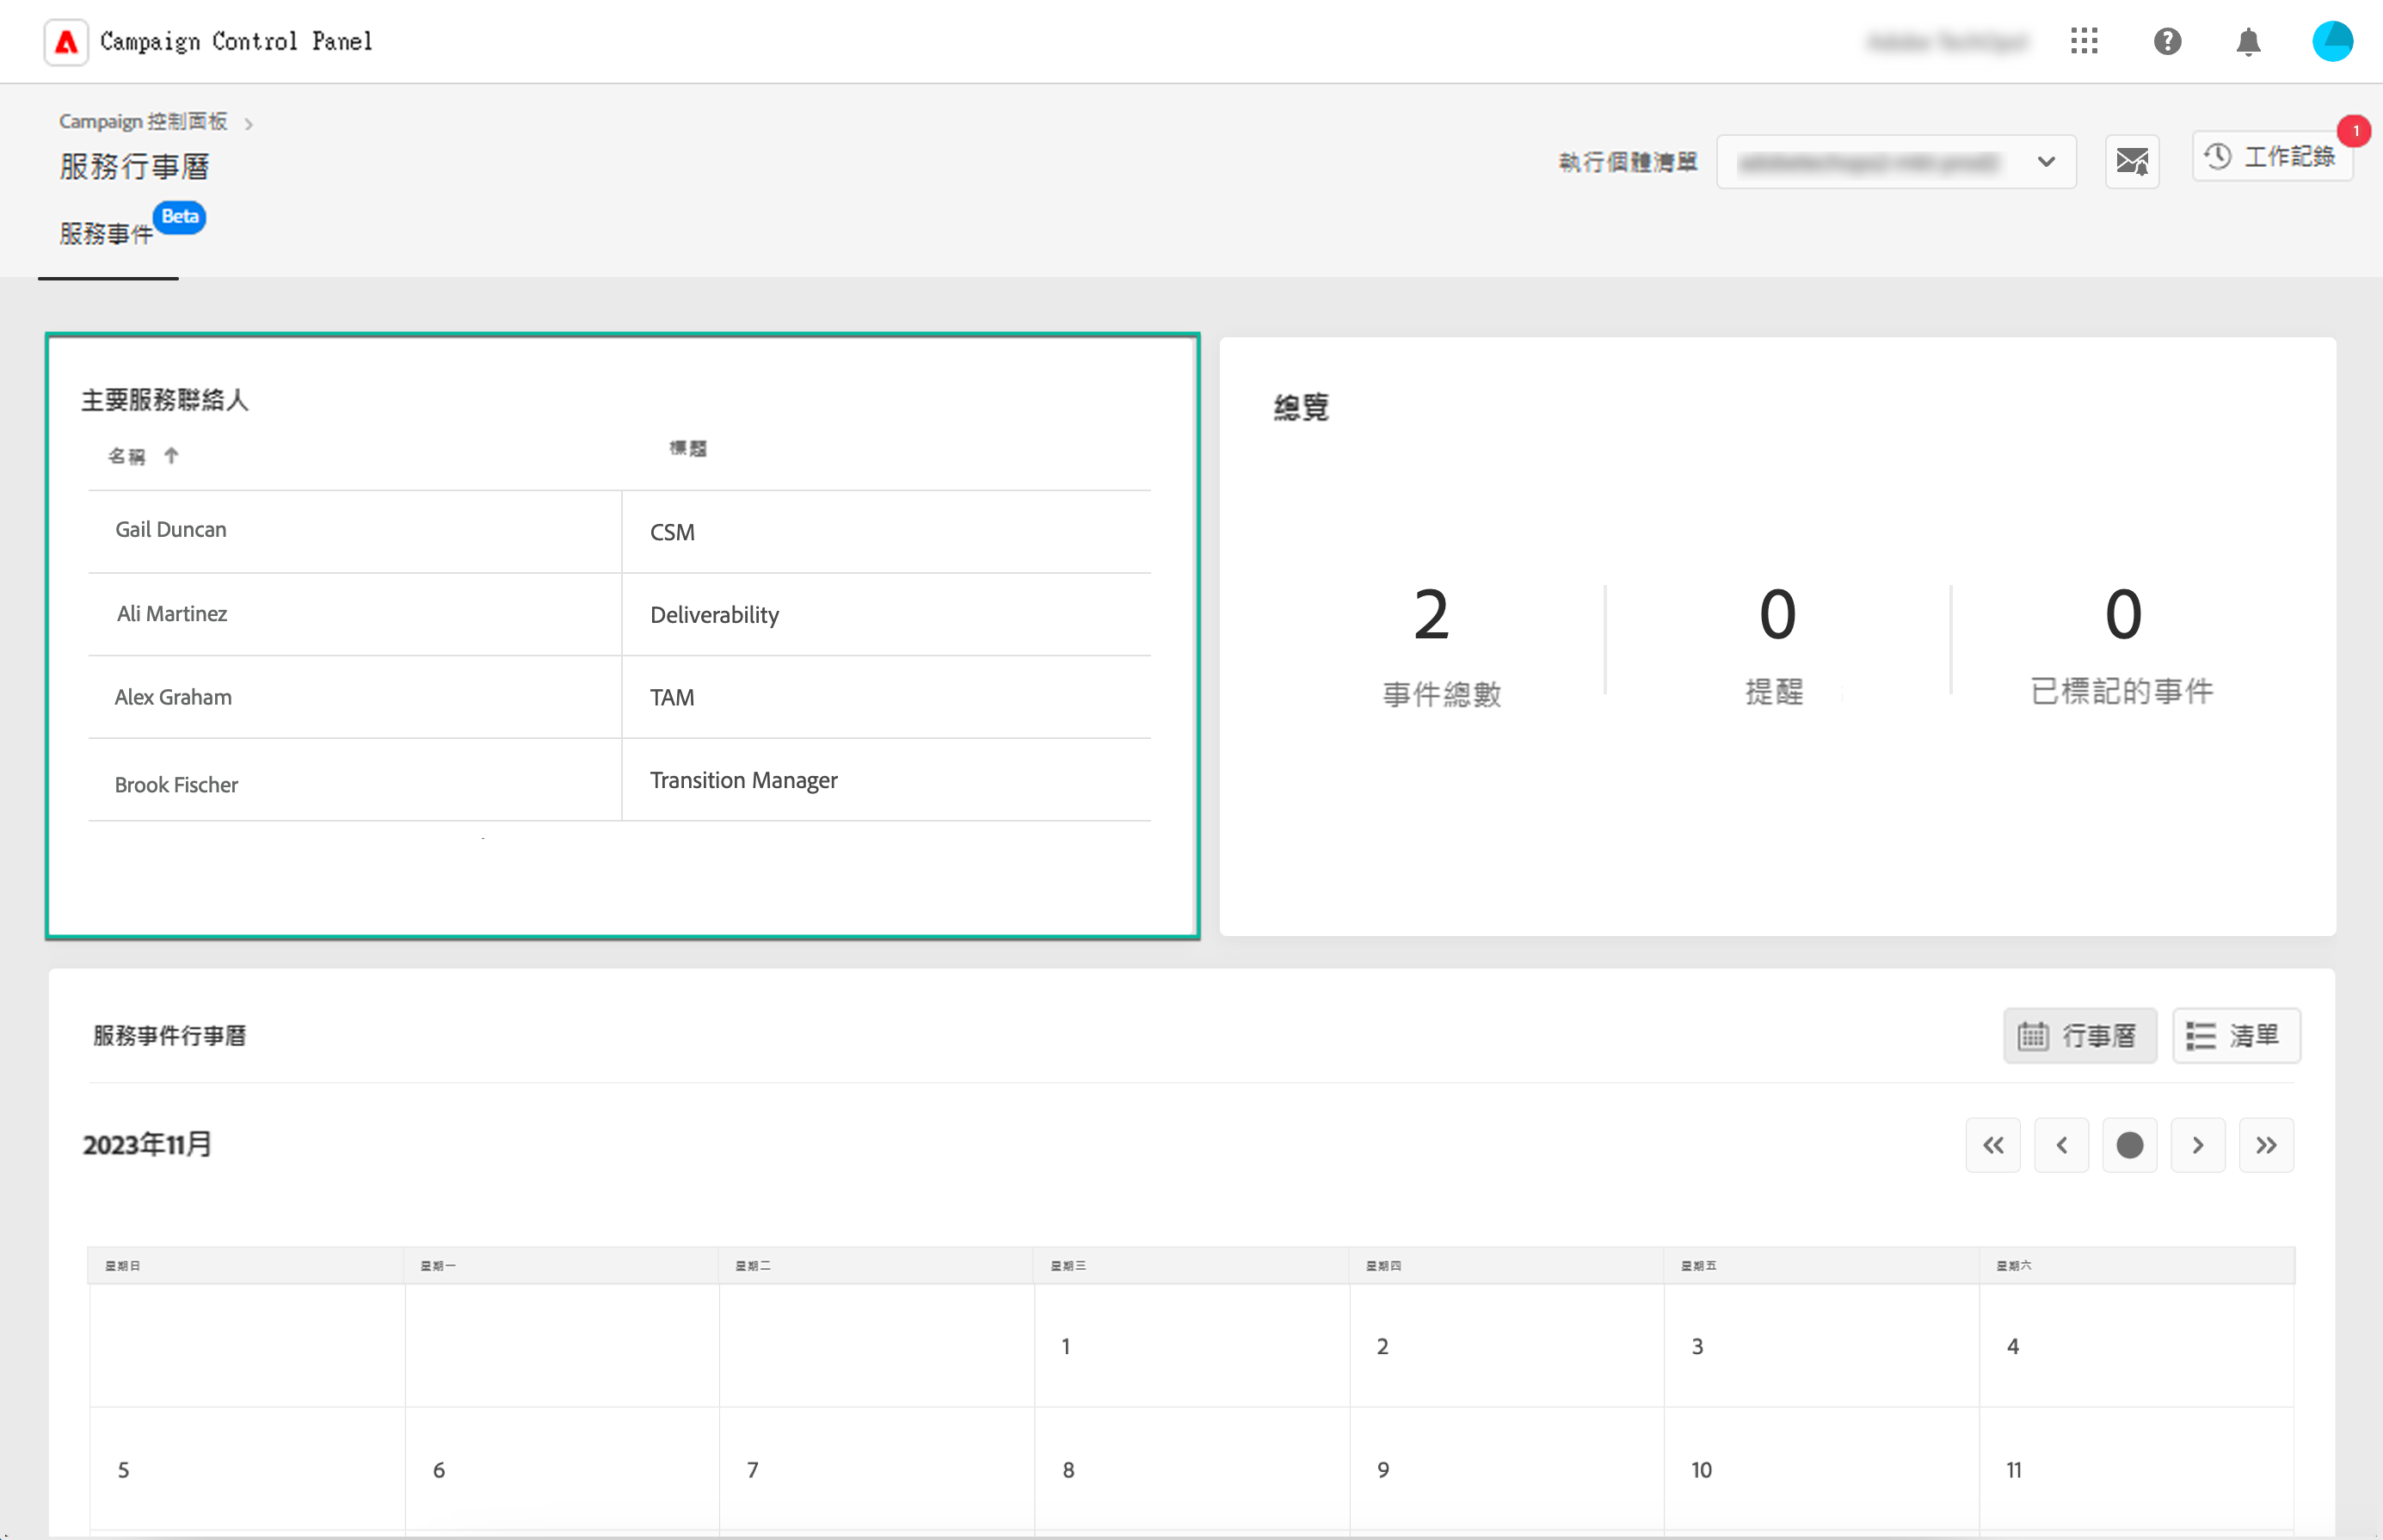 Campaign Control Panel
Campaign 控制面板
服務行事曆
服務事件 Beta
執行個體清單
工作記錄 1
主要服務聯絡人
名稱 標題
Gail Duncan CSM
Ali Martinez Deliverability
Alex Graham TAM
Brook Fischer Transition Manager
總覽
2 0 0
事件總數 提醒 已標記的事件
服務事件行事曆
行事曆 清單
2023年11月
星期日 星期一 星期二 星期三 星期四 星期五 星期六
1 2 3 4
5 6 7 8 9 10 11